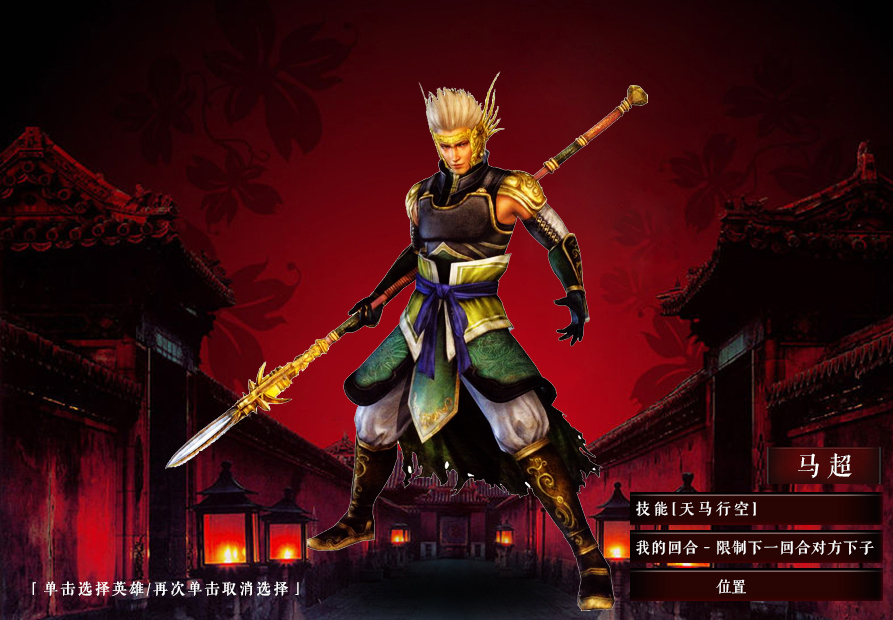 马超
技能[天马行空]
我的回合-限制下一回合对方下子
位置
「单击选择英雄/再次单击取消选择」